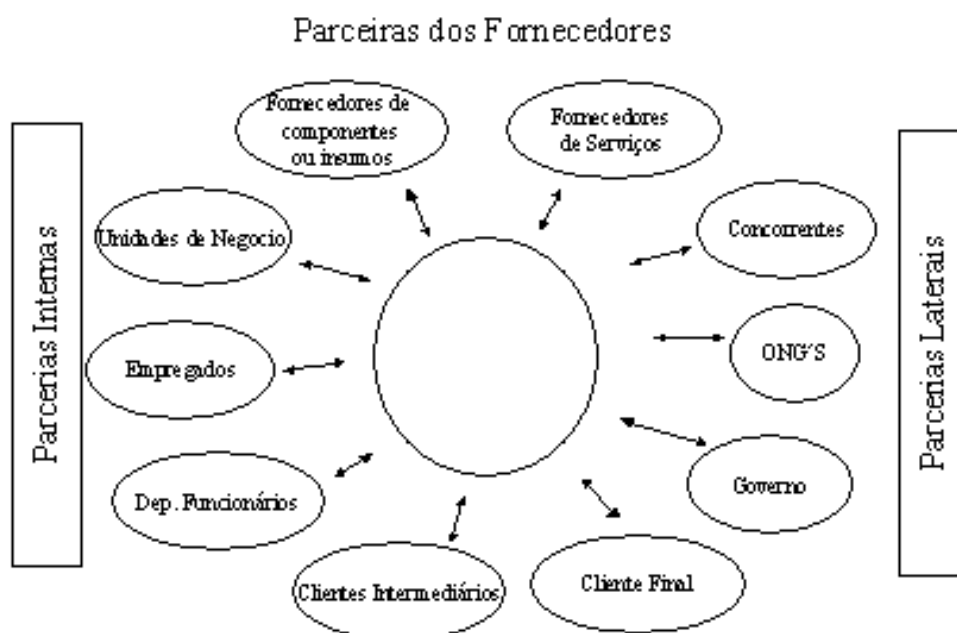 Parceiras dos Fornecedores
Fornecedores de
componentes
ou insumos
Fornecedores
de Serviços
Parcerias Internas
Unidades de Negocio
Concorrentes
Parcerias Laterais
Empregados
ONG´S
Dep. Funcionários
Governo
Clientes Intermediários
Cliente Final